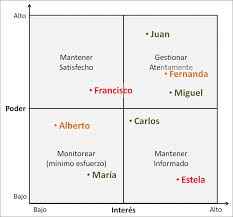 Alto
Juan
Mantener
Satisfecho
Gestionar
Atentamente
Fernanda
Francisco
Miguel
Poder
Alberto
Carlos
Monitorear
(mínimo esfuerzo)
Mantener
Informado
María
Estela
Bajo
Bajo
Interés
Alto